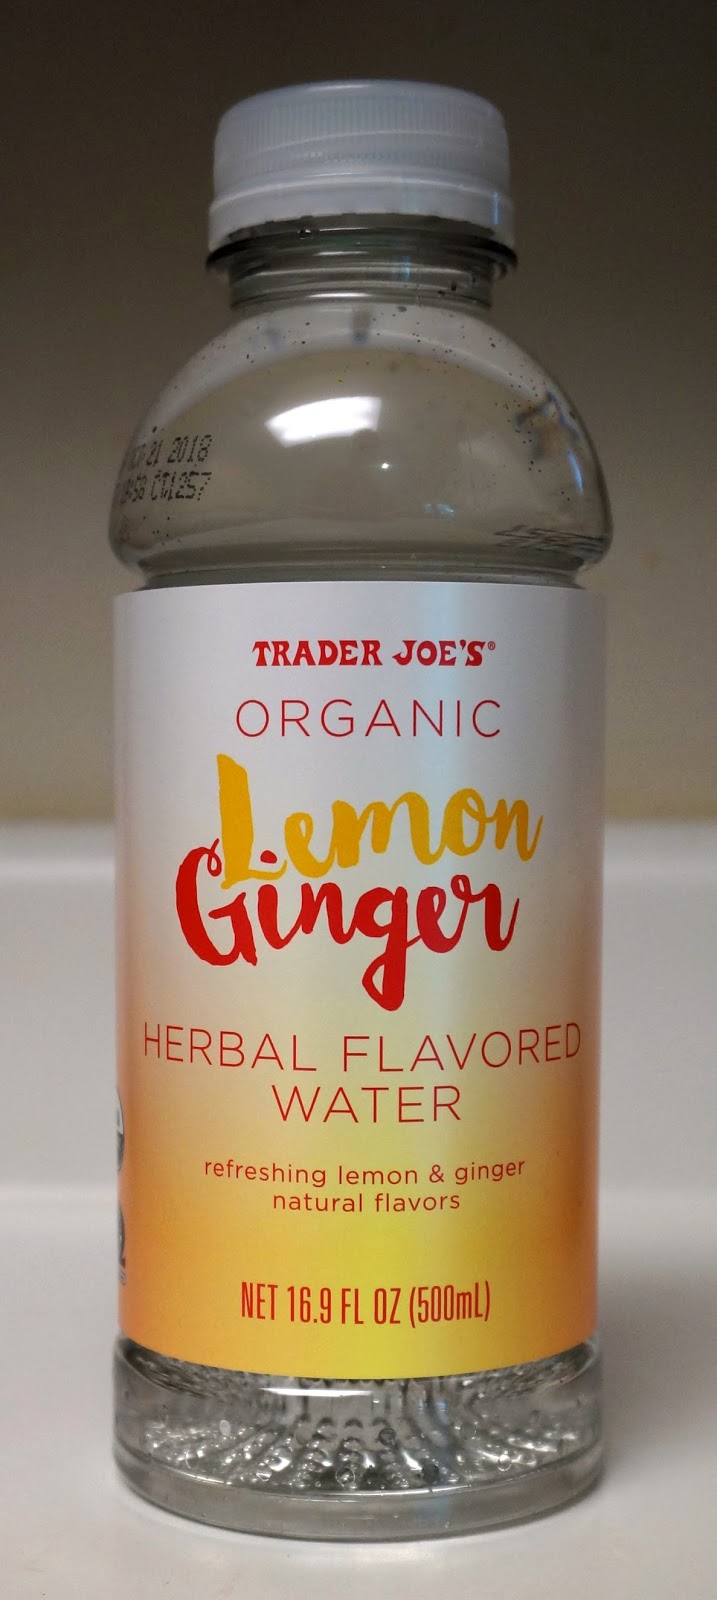 21 2018
TRADER JOE'S®
ORGANIC
Lemon
Ginger
HERBAL FLAVORED
WATER
refreshing lemon & ginger
natural flavors
NET 16.9 FL OZ (500mL)